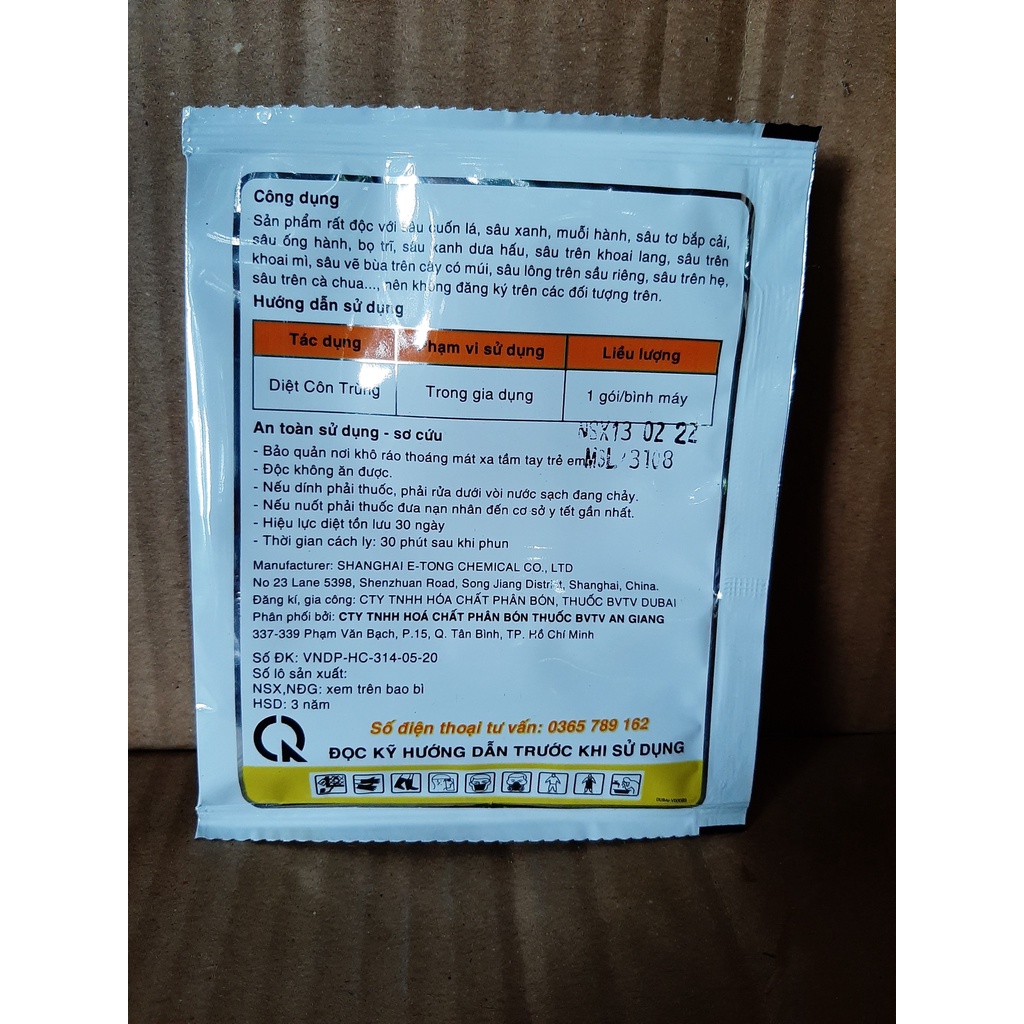 Công dụng
Sản phẩm rất độc với sâu cuốn lá, sâu xanh, muỗi hành, sâu tơ bắp cải,
sâu ống hành, bọ trĩ, sâu xanh dưa hấu, sâu trên khoai lang, sâu trên
khoai mì, sâu vẽ bùa trên cây có múi, sâu lông trên sầu riêng, sâu trên hẹ,
sâu trên cà chua..., nên không đăng ký trên các đối tượng trên.
Hướng dẫn sử dụng
Tác dụng Phạm vi sử dụng Liều lượng
Diệt Côn Trùng Trong gia dụng 1 gói/bình máy
An toàn sử dụng - sơ cứu
NSX13 02 22
- Bảo quản nơi khô ráo thoáng mát xa tầm tay trẻ em
- Độc không ăn được.
- Nếu dính phải thuốc, phải rửa dưới vòi nước sạch đang chảy.
- Nếu nuốt phải thuốc đưa nạn nhân đến cơ sở y tết gần nhất.
- Hiệu lực diệt tồn lưu 30 ngày
- Thời gian cách ly: 30 phút sau khi phun
Manufacturer: SHANGHAI E-TONG CHEMICAL CO., LTD
No 23 Lane 5398, Shenzhuan Road, Song Jiang District, Shanghai, China.
Đăng kí, gia công: CTY TNHH HÓA CHẤT PHÂN BÓN, THUỐC BVTV DUBAI
Phân phối bởi: CTY TNHH HOÁ CHẤT PHÂN BÓN THUỐC BVTV AN GIANG
337-339 Phạm Văn Bạch, P.15, Q. Tân Bình, TP. Hồ Chí Minh
Số ĐK: VNDP-HC-314-05-20
Số lô sản xuất:
NSX,NĐG: xem trên bao bì
HSD: 3 năm
Số điện thoại tư vấn: 0365 789 162
ĐỌC KỸ HƯỚNG DẪN TRƯỚC KHI SỬ DỤNG